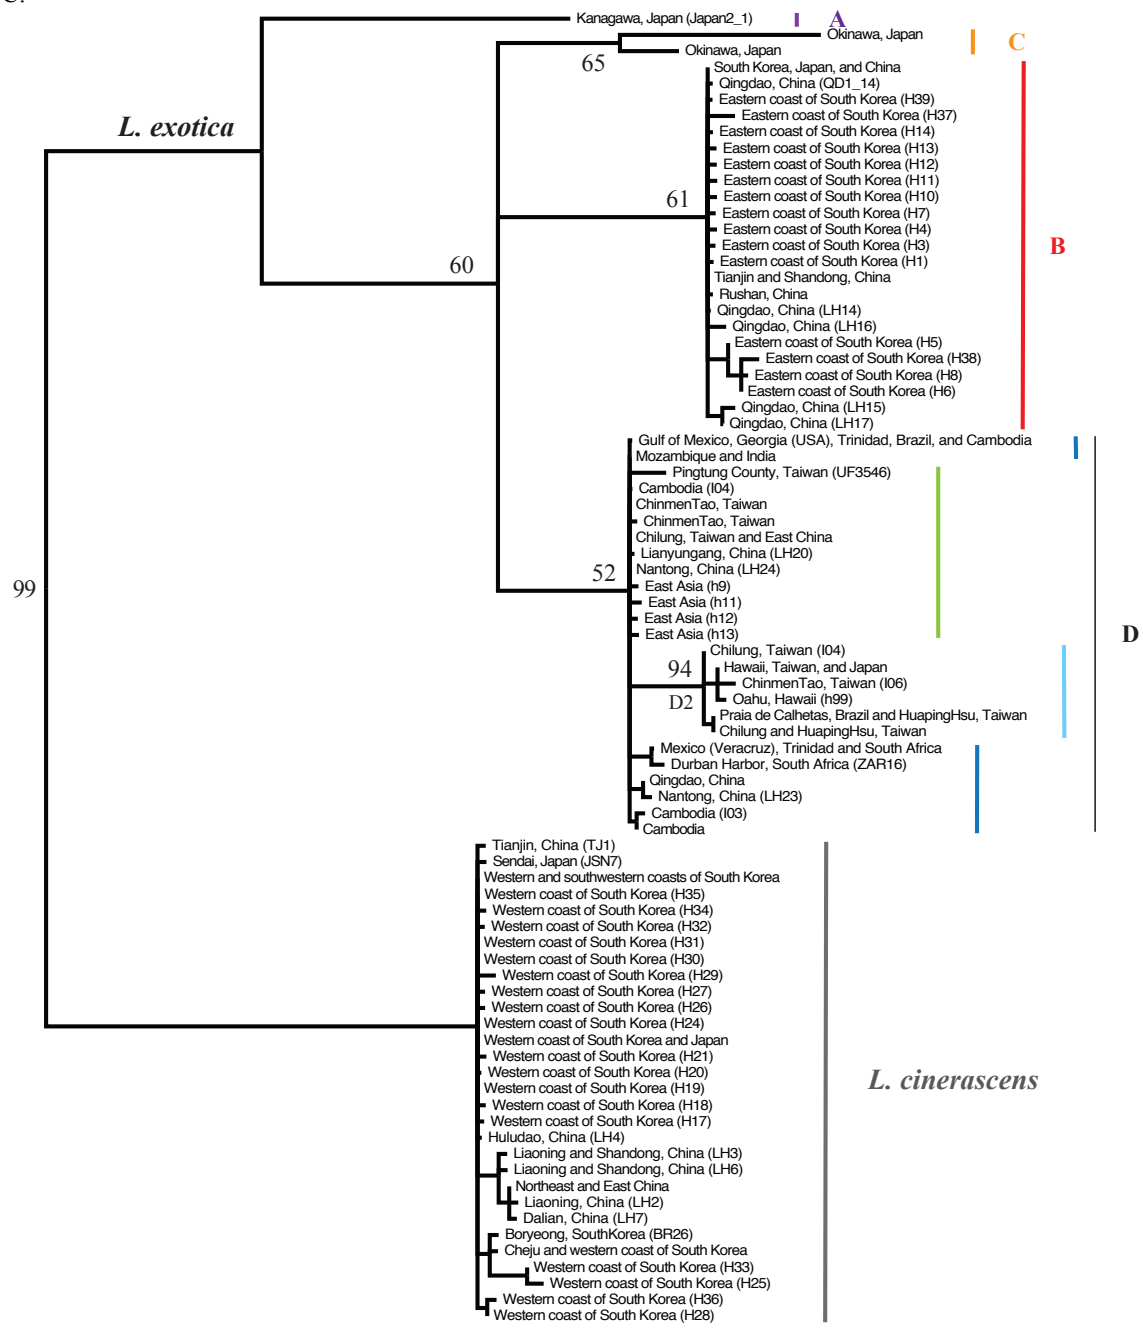 Kanagawa, Japan (Japan2_1)
A
Okinawa, Japan
C
65
Okinawa, Japan
South Korea, Japan, and China
Qingdao, China (QD1_14)
Eastern coast of South Korea (H39)
Eastern coast of South Korea (H37)
L. exotica
Eastern coast of South Korea (H14)
Eastern coast of South Korea (H13)
Eastern coast of South Korea (H12)
Eastern coast of South Korea (H11)
61
Eastern coast of South Korea (H10)
Eastern coast of South Korea (H7)
Eastern coast of South Korea (H4)
Eastern coast of South Korea (H3)
B
Eastern coast of South Korea (H1)
60
Tianjin and Shandong, China
Rushan, China
Qingdao, China (LH14)
Qingdao, China (LH16)
Eastern coast of South Korea (H5)
Eastern coast of South Korea (H38)
Eastern coast of South Korea (H8)
Eastern coast of South Korea (H6)
Qingdao, China (LH15)
Qingdao, China (LH17)
Gulf of Mexico, Georgia (USA), Trinidad, Brazil, and Cambodia
Mozambique and India
Pingtung County, Taiwan (UF3546)
Cambodia (I04)
ChinmenTao, Taiwan
ChinmenTao, Taiwan
Chilung, Taiwan and East China
Lianyungang, China (LH20)
52
Nantong, China (LH24)
99
East Asia (h9)
East Asia (h11)
East Asia (h12)
East Asia (h13)
D
Chilung, Taiwan (I04)
94
Hawaii, Taiwan, and Japan
ChinmenTao, Taiwan (I06)
D2
Oahu, Hawaii (h99)
Praia de Calhetas, Brazil and HuapingHsu, Taiwan
Chilung and HuapingHsu, Taiwan
Mexico (Veracruz), Trinidad and South Africa
Durban Harbor, South Africa (ZAR16)
Qingdao, China
Nantong, China (LH23)
Cambodia (I03)
Cambodia
Tianjin, China (TJ1)
Sendai, Japan (JSN7)
Western and southwestern coasts of South Korea
Western coast of South Korea (H35)
Western coast of South Korea (H34)
Western coast of South Korea (H32)
Western coast of South Korea (H31)
Western coast of South Korea (H30)
Western coast of South Korea (H29)
Western coast of South Korea (H27)
Western coast of South Korea (H26)
Western coast of South Korea (H24)
Western coast of South Korea and Japan
Western coast of South Korea (H21)
Western coast of South Korea (H20)
L. cinerascens
Western coast of South Korea (H19)
Western coast of South Korea (H18)
Western coast of South Korea (H17)
Huludao, China (LH4)
Liaoning and Shandong, China (LH3)
Liaoning and Shandong, China (LH6)
Northeast and East China
Liaoning, China (LH2)
Dalian, China (LH7)
Boryeong, SouthKorea (BR26)
Cheju and western coast of South Korea
Western coast of South Korea (H33)
Western coast of South Korea (H25)
Western coast of South Korea (H36)
Western coast of South Korea (H28)